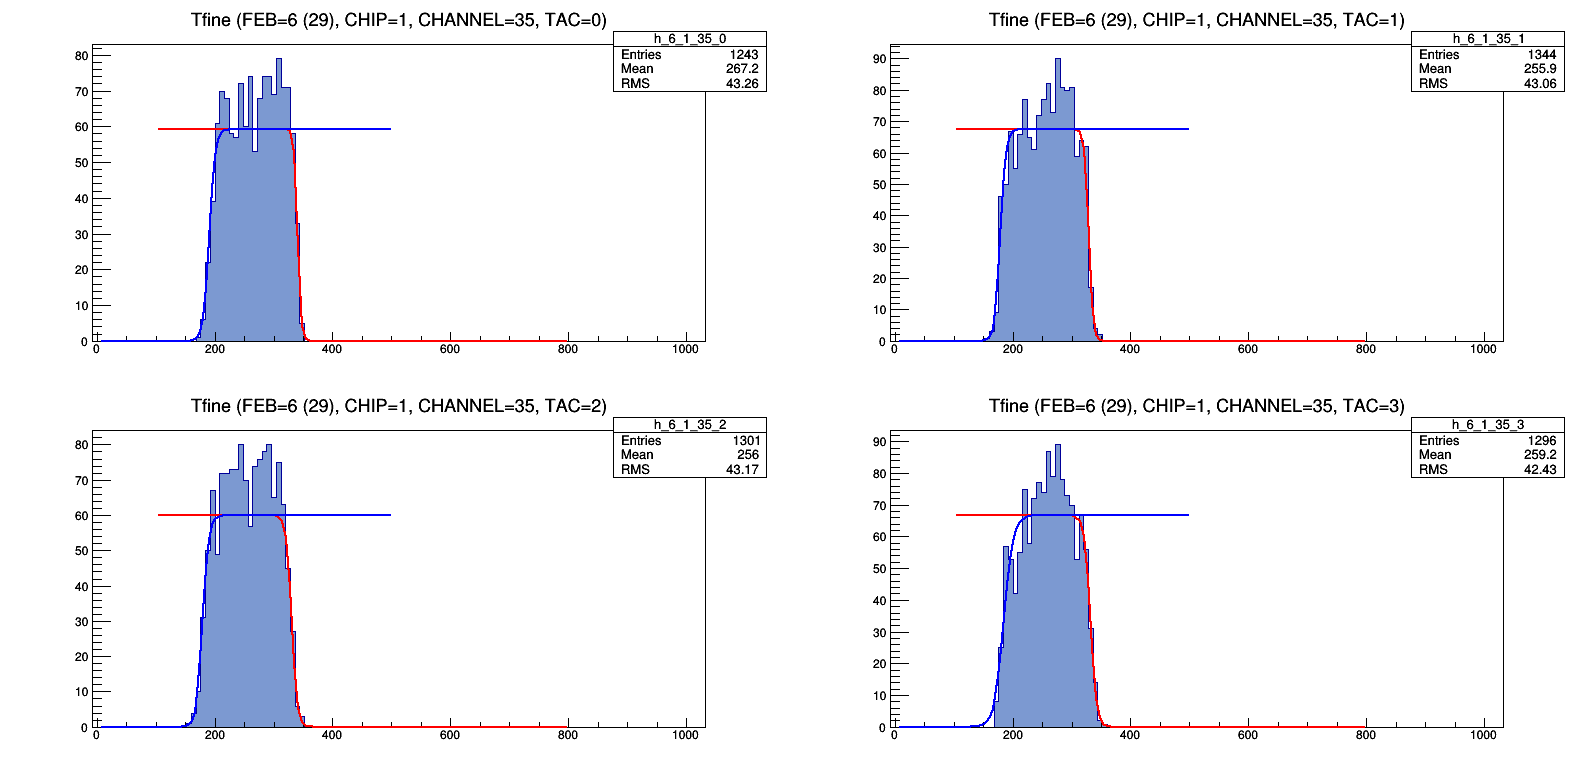 Tfine (FEB=6 (29), CHIP=1, CHANNEL=35, TAC=0)
h_6_1_35_0
Entries 1243
Mean 267.2
RMS 43.26
80
70
60
50
40
30
20
10
0
0 200 400 600 800 1000
Tfine (FEB=6 (29), CHIP=1, CHANNEL=35, TAC=1)
h_6_1_35_1
Entries 1344
Mean 255.9
RMS 43.06
90
80
70
60
50
40
30
20
10
0
0 200 400 600 800 1000
Tfine (FEB=6 (29), CHIP=1, CHANNEL=35, TAC=2)
h_6_1_35_2
Entries 1301
Mean 256
RMS 43.17
80
70
60
50
40
30
20
10
0
0 200 400 600 800 1000
Tfine (FEB=6 (29), CHIP=1, CHANNEL=35, TAC=3)
h_6_1_35_3
Entries 1296
Mean 259.2
RMS 42.43
90
80
70
60
50
40
30
20
10
0
0 200 400 600 800 1000